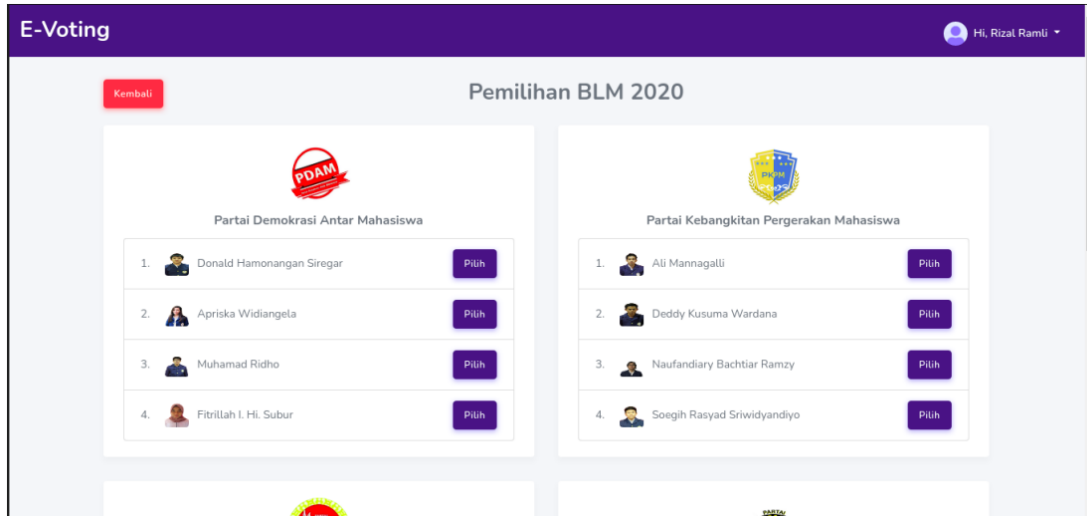 E-Voting
Hi, Rizal Ramli
Kembali
Pemilihan BLM 2020
PDAM
Partai Demokrasi Antar Mahasiswa
1. Donald Hamonangan Siregar Pilih
2. Apriska Widiangela Pilih
3. Muhamad Ridho Pilih
4. Fitrillah I. Hi. Subur Pilih
PKPM
Partai Kebangkitan Pergerakan Mahasiswa
1. Ali Mannagalli Pilih
2. Deddy Kusuma Wardana Pilih
3. Naufandiary Bachtiar Ramzy Pilih
4. Soegih Rasyad Sriwidyandiyo Pilih
PARTAI